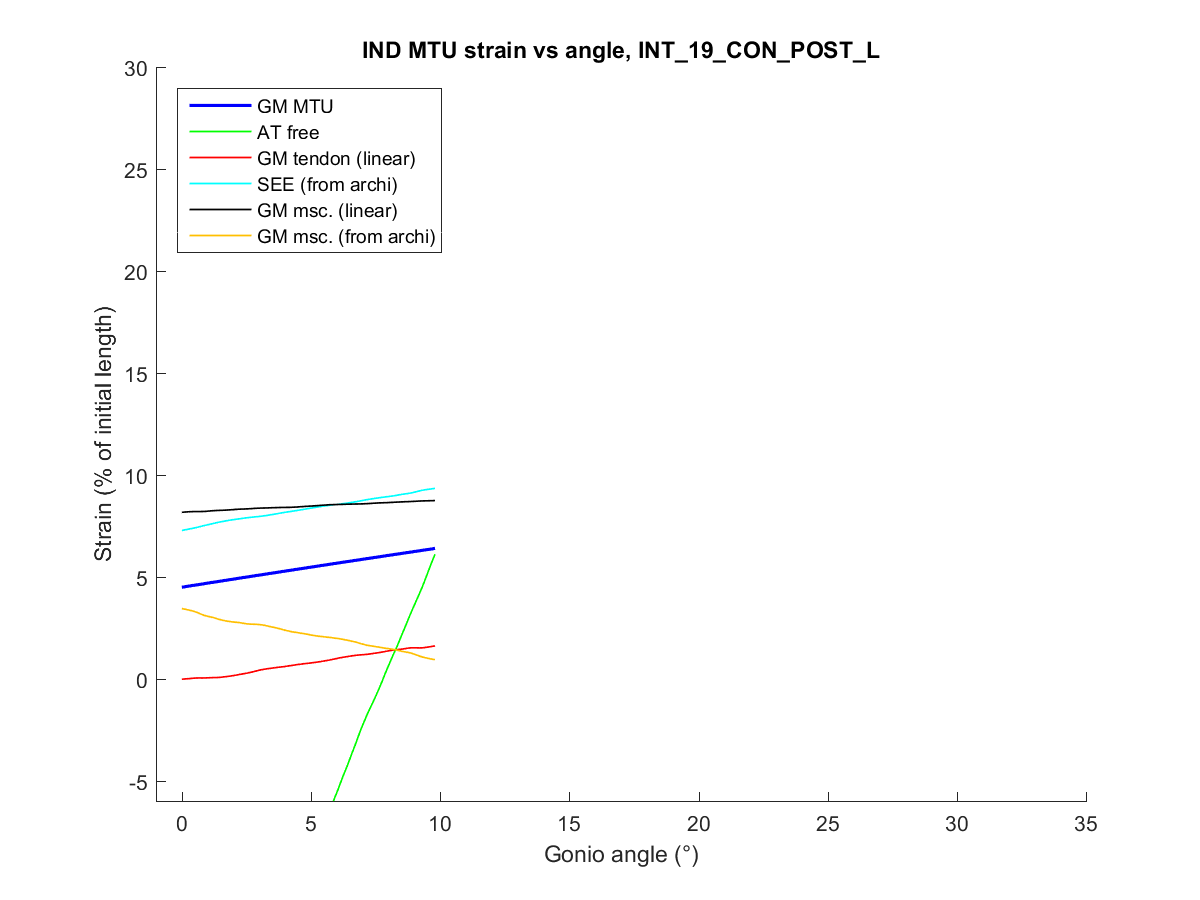 IND MTU strain vs angle, INT_19_CON_POST_L
30
25
20
15
10
5
0
-5
GM MTU
AT free
GM tendon (linear)
SEE (from archi)
GM msc. (linear)
GM msc. (from archi)
Strain (% of initial length)
0 5 10 15 20 25 30 35
Gonio angle (°)